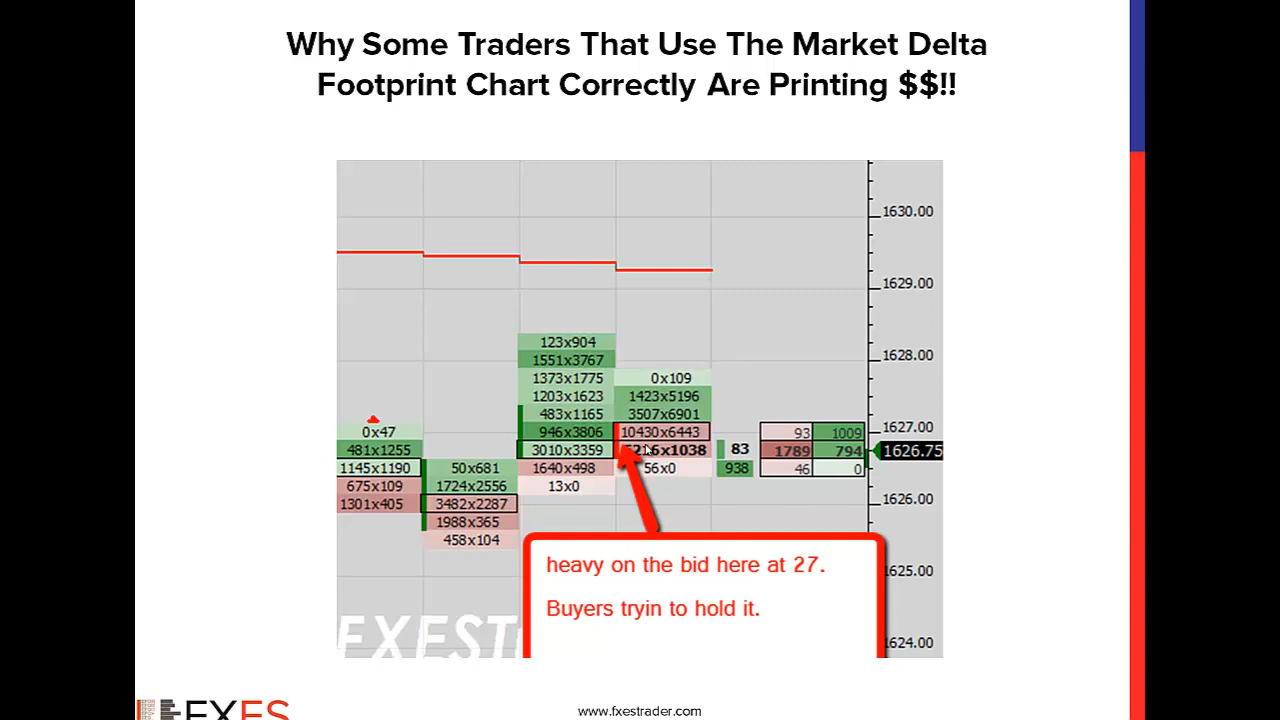 Why Some Traders That Use The Market Delta
Footprint Chart Correctly Are Printing $$!!
1630.00
1629.00
123x904
1551x3767
1628.00
1373x1775
0x109
1203x1623
1423x5196
483x1165
3507x6901
0x47
946x3806
10430x6443
93
1009
1627.00
481x1255
3010x3359
x1038
83
1789
794
1626.75
1145x1190
50x681
1640x498
56x0
938
46
0
675x109
1724x2556
13x0
1301x405
3482x2287
1626.00
1988x365
458x104
heavy on the bid here at 27.
1625.00
Buyers tryin to hold it.
FXEST
1624.00
FXES
www.fxestrader.com